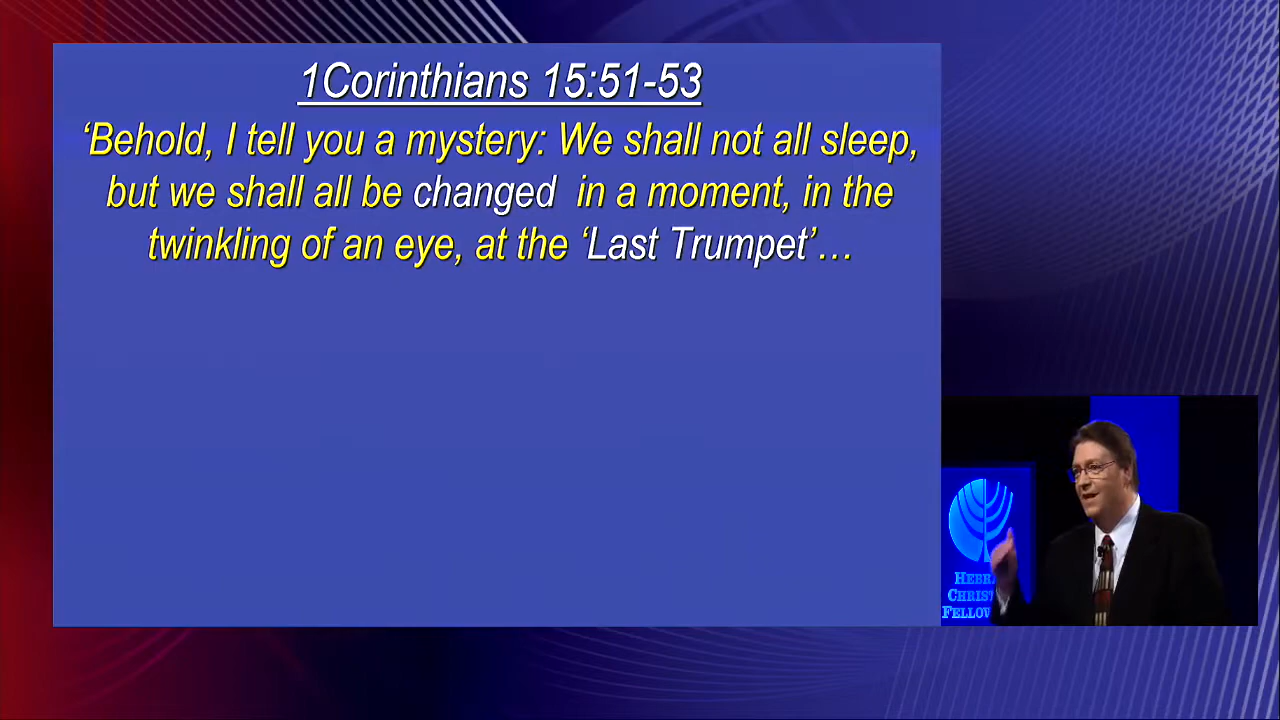 1Corinthians 15:51-53
‘Behold, I tell you a mystery: We shall not all sleep,
but we shall all be changed in a moment, in the
twinkling of an eye, at the ‘Last Trumpet’…